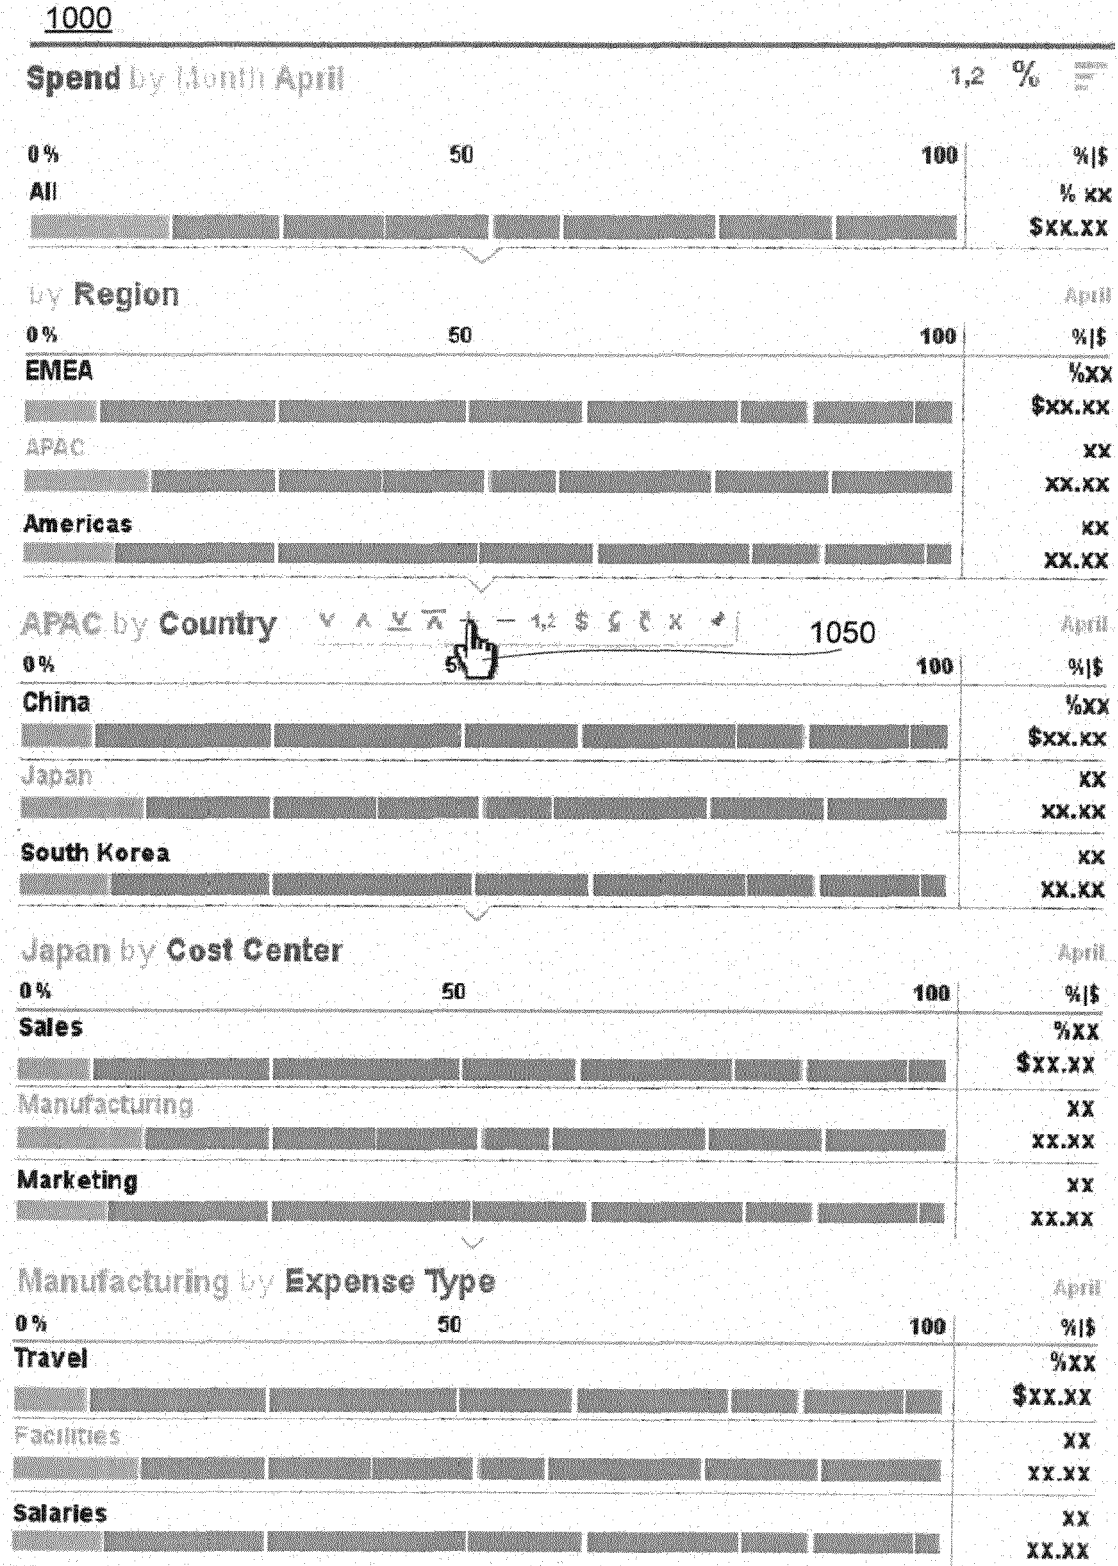 1000
Spend by Month April 1,2 %
0% 50 100 %|$
All % xx
$xx.xx
by Region April
0% 50 100 %|$
EMEA %xx
$xx.xx
APAC xx
xx.xx
Americas xx
xx.xx
APAC by Country 1,2 $ X April
1050
0% 100 %|$
China %xx
$xx.xx
Japan xx
xx.xx
South Korea xx
xx.xx
Japan by Cost Center April
0% 50 100 %|$
Sales %xx
$xx.xx
Manufacturing xx
xx.xx
Marketing xx
xx.xx
Manufacturing by Expense Type April
0% 50 100 %|$
Travel %xx
$xx.xx
Facilities xx
xx.xx
Salaries xx
xx.xx